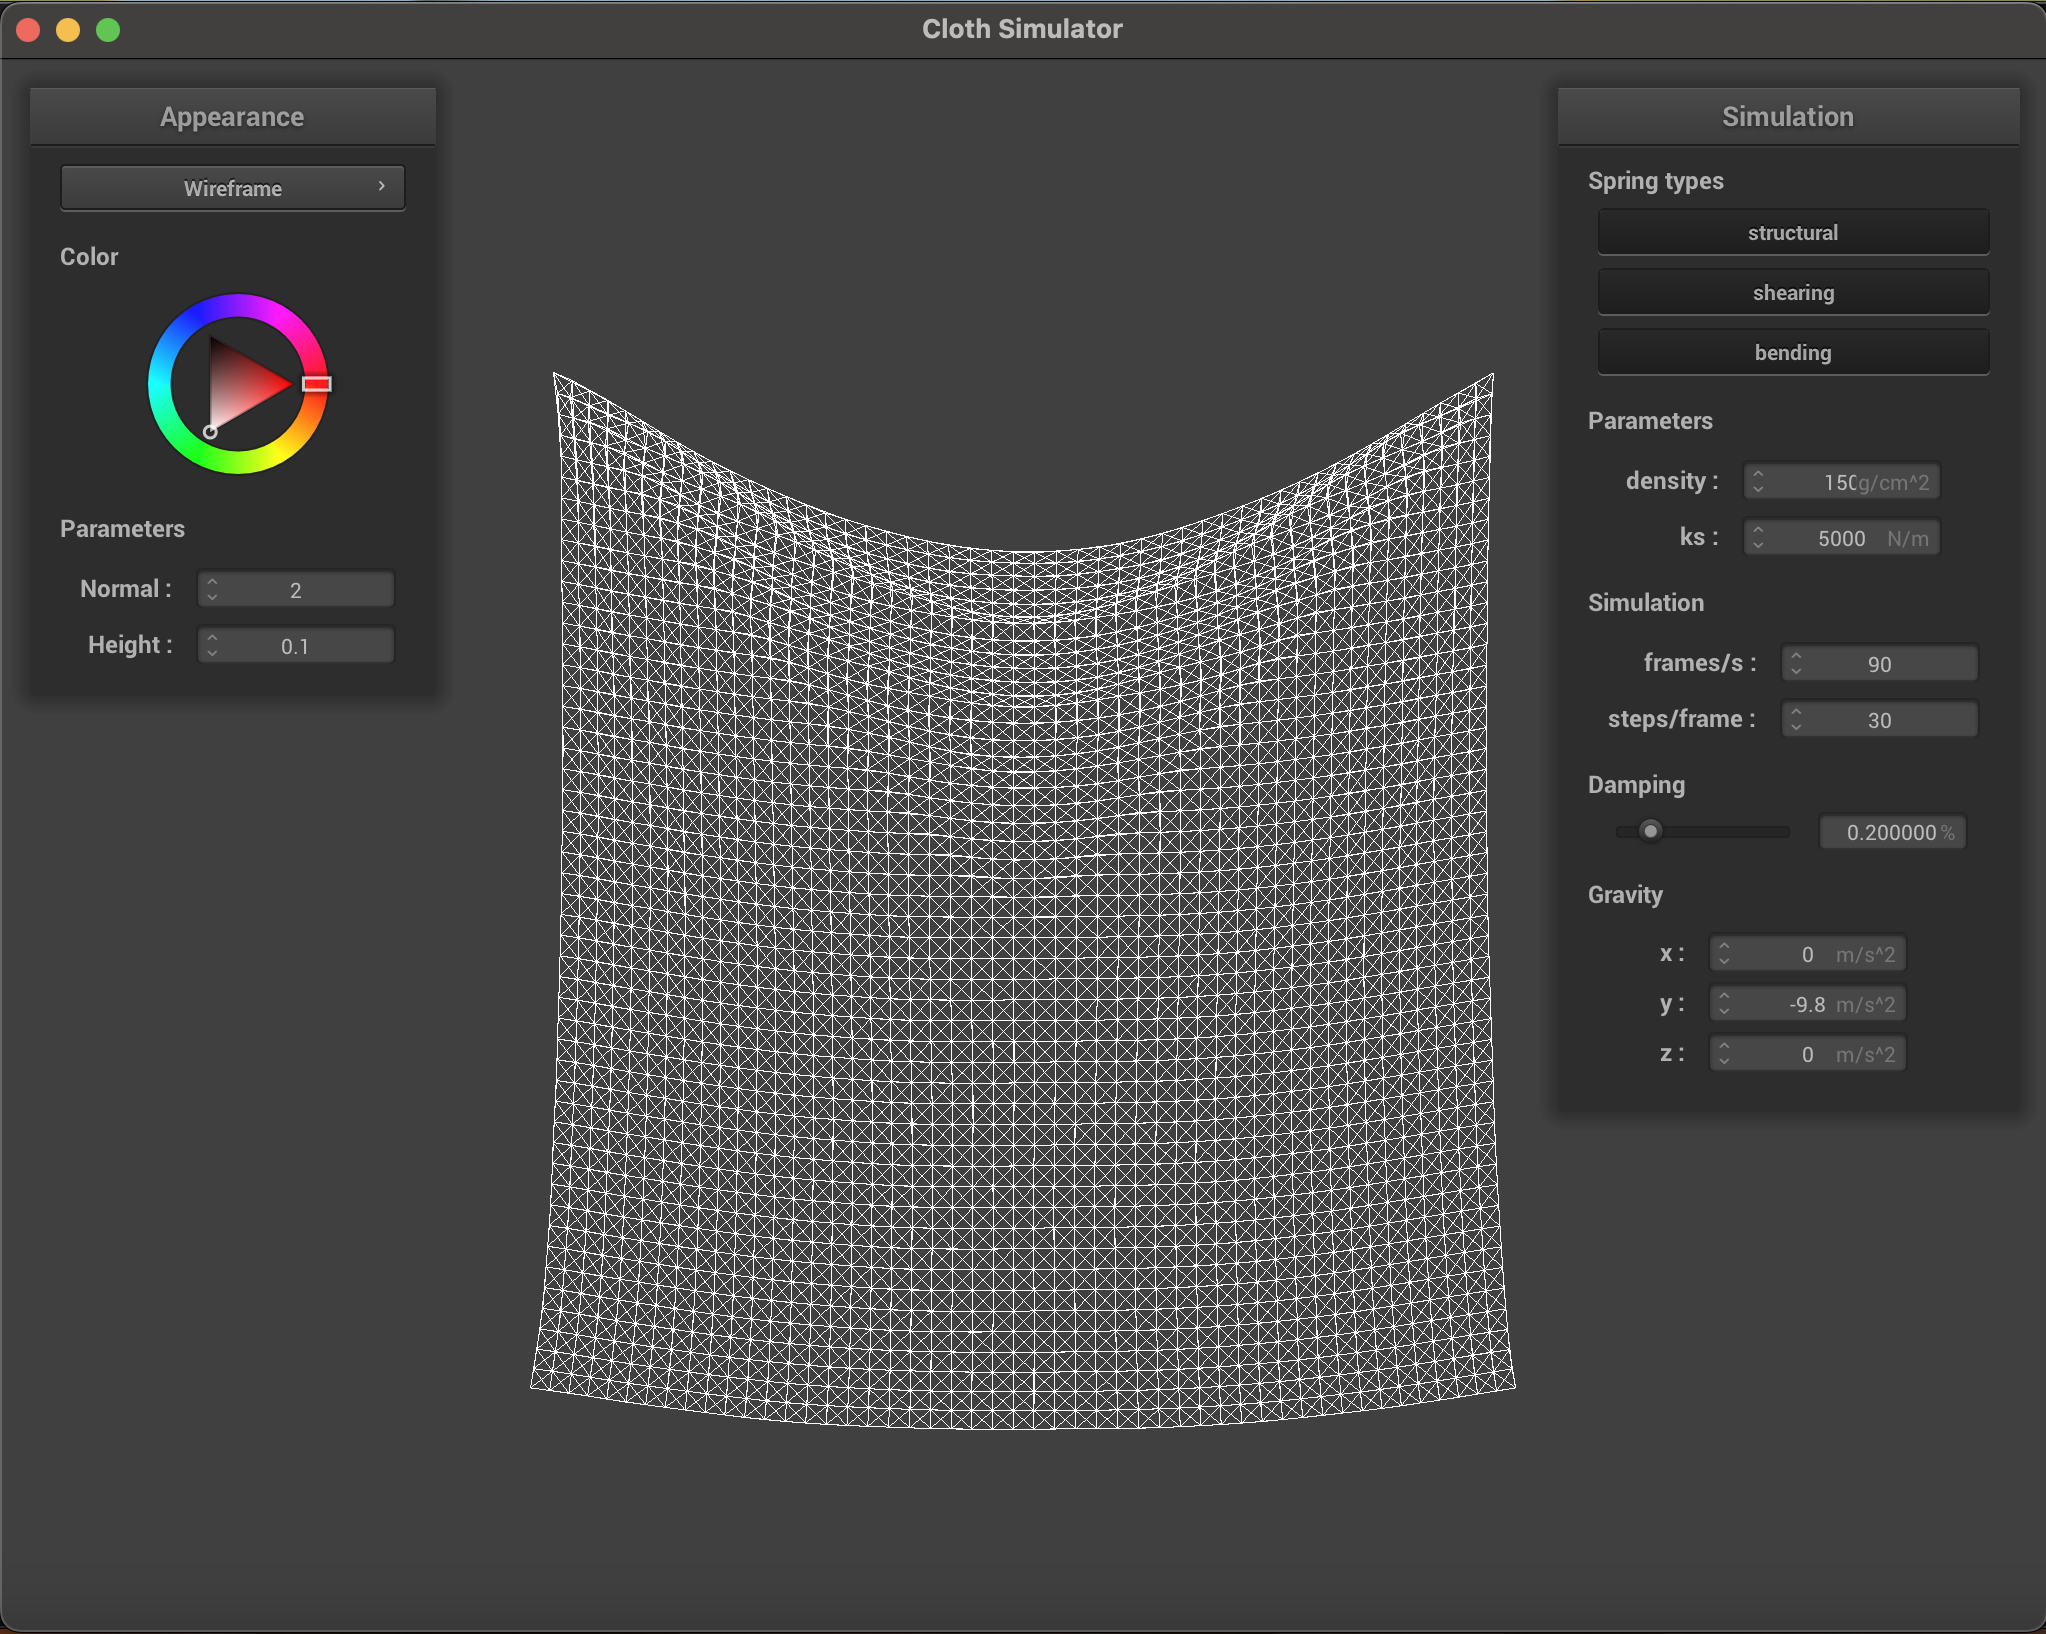 Cloth Simulator
Appearance
Wireframe
Color
Parameters
Normal : 2
Height : 0.1
Simulation
Spring types
structural
shearing
bending
Parameters
density : 150g/cm^2
ks : 5000 N/m
Simulation
frames/s : 90
steps/frame : 30
Damping
0.200000 %
Gravity
x : 0 m/s^2
y : -9.8 m/s^2
z : 0 m/s^2